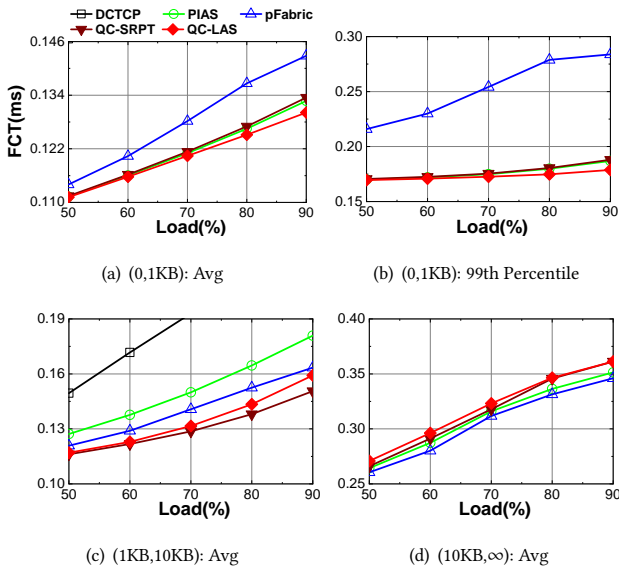 DCTCP PIAS pFabric
QC-SRPT QC-LAS
FCT(ms)
0.146
0.134
0.122
0.110
50 60 70 80 90
Load(%)
0.30
0.25
0.20
0.15
50 60 70 80 90
Load(%)
(a) (0,1KB): Avg
(b) (0,1KB): 99th Percentile
0.19
0.16
0.13
0.10
50 60 70 80 90
Load(%)
0.40
0.35
0.30
0.25
50 60 70 80 90
Load(%)
(c) (1KB,10KB): Avg
(d) (10KB,∞): Avg